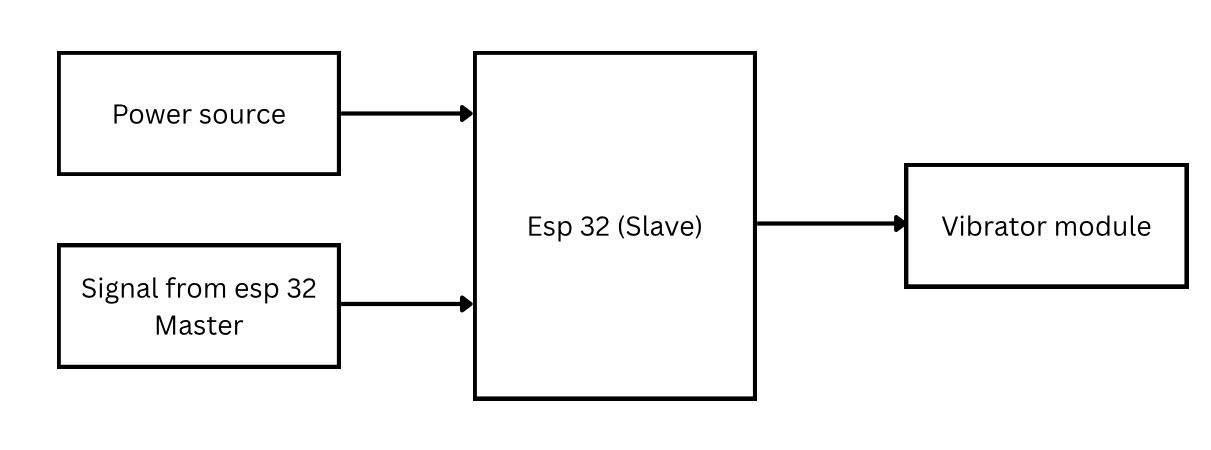 Power source
Signal from esp 32
Master
Esp 32 (Slave)
Vibrator module